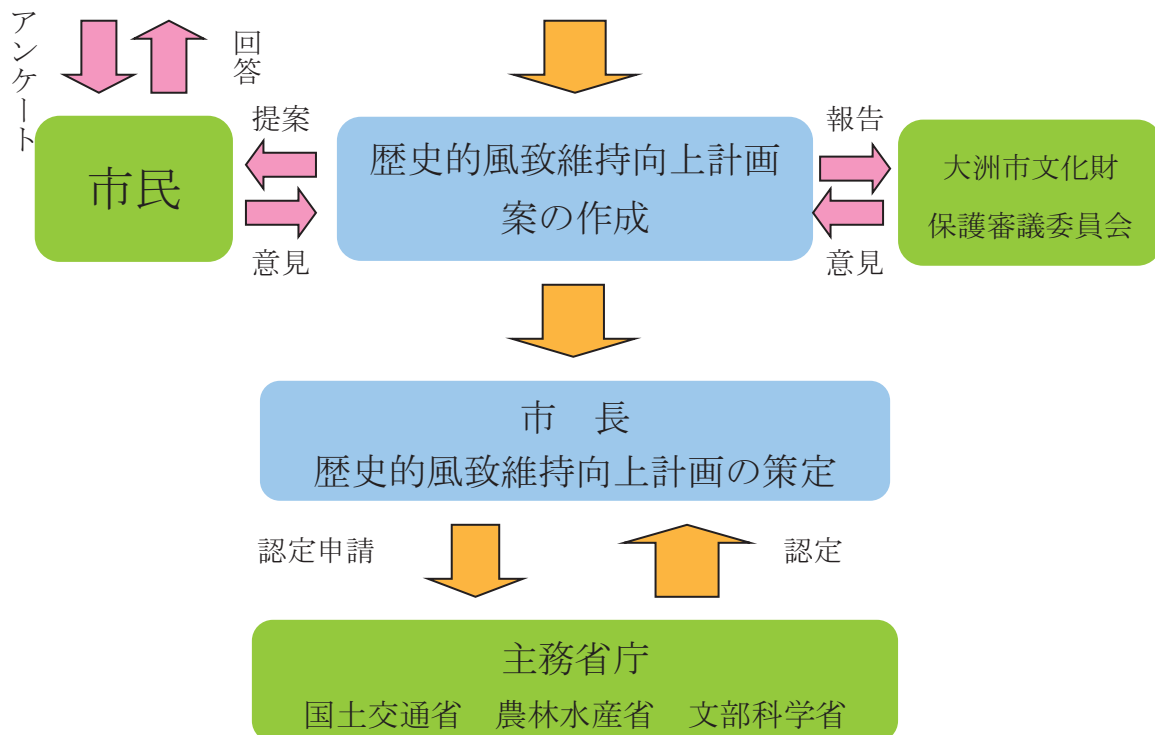 アンケート
回答
市民
提案
意見
歴史的風致維持向上計画
案の作成
報告
意見
大洲市文化財
保護審議委員会
市　長
歴史的風致維持向上計画の策定
認定申請
認定
主務省庁
国土交通省　農林水産省　文部科学省